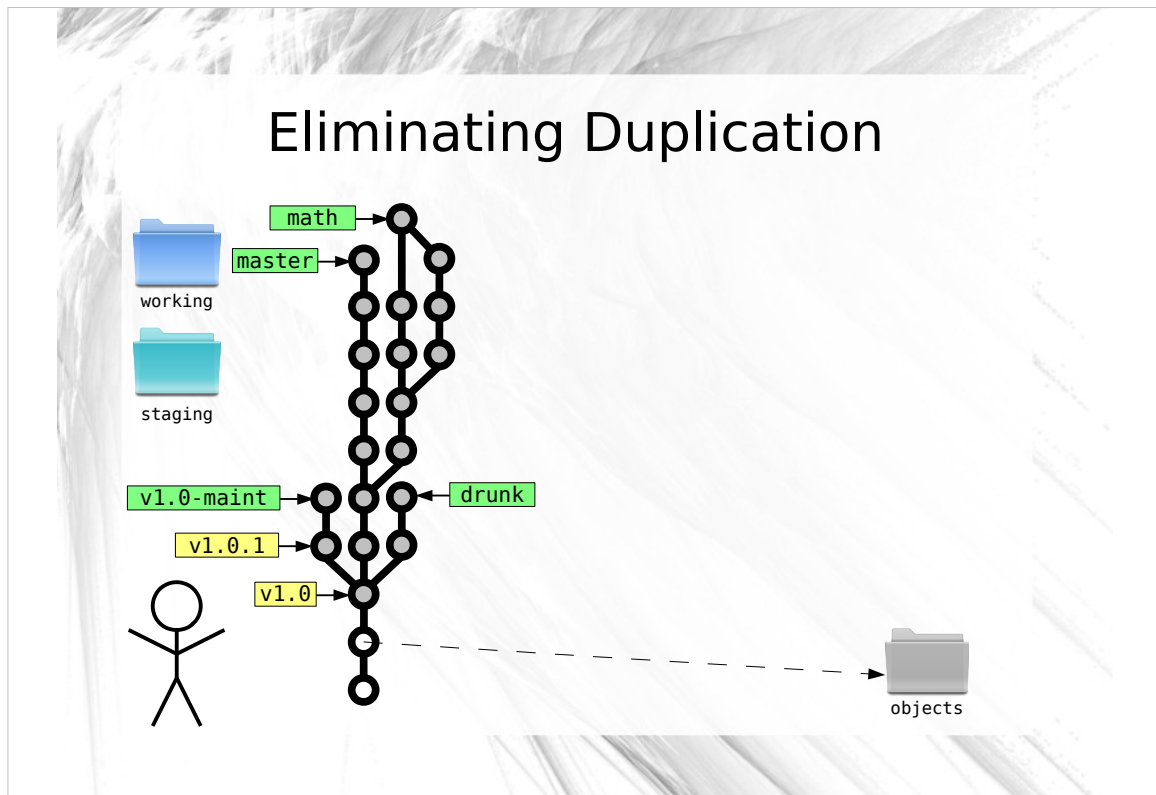 Eliminating Duplication
math
master
working
staging
v1.0-maint
drunk
v1.0.1
v1.0
objects